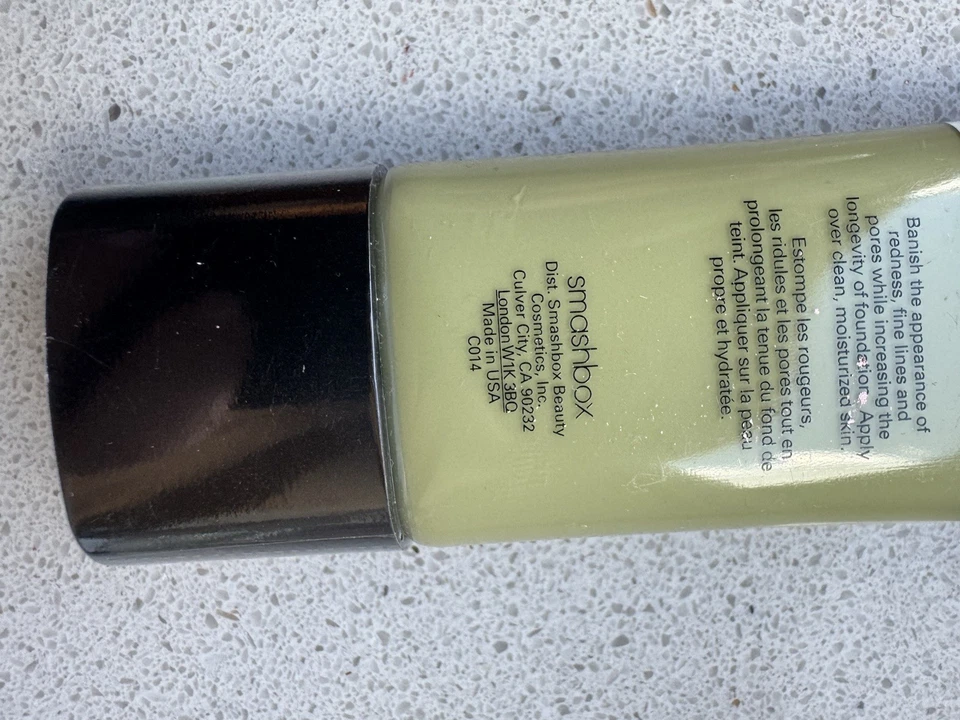 Banish the appearance of
redness, fine lines and
pores while increasing the
longevity of foundation. Apply
over clean, moisturized skin.
Estompe les rougeurs,
les ridules et les pores tout en
prolongeant la tenue du fond de
teint. Appliquer sur la peau
propre et hydratée.
smashbox
Dist. Smashbox Beauty
Cosmetics, Inc.
Culver City, CA 90232
London W1K 3BQ
Made in USA
C014